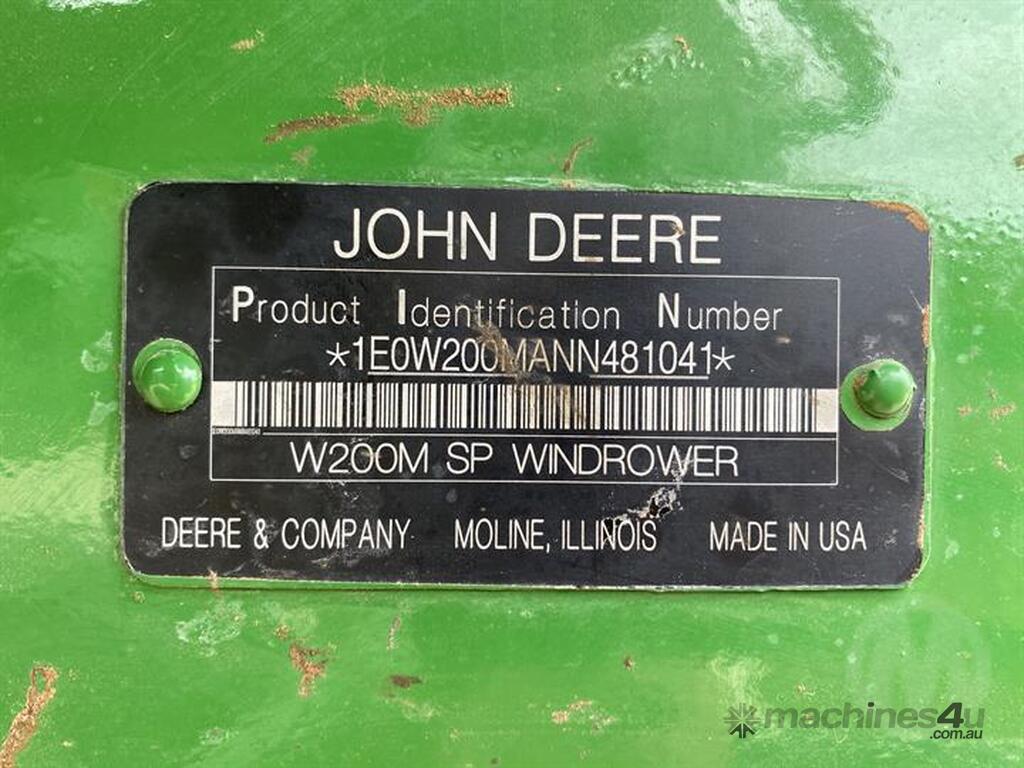 JOHN DEERE
Product Identification Number
*1E0W200MANN481041*
W200M SP WINDROWER
DEERE & COMPANY MOLINE, ILLINOIS MADE IN USA
machines4u
.com.au